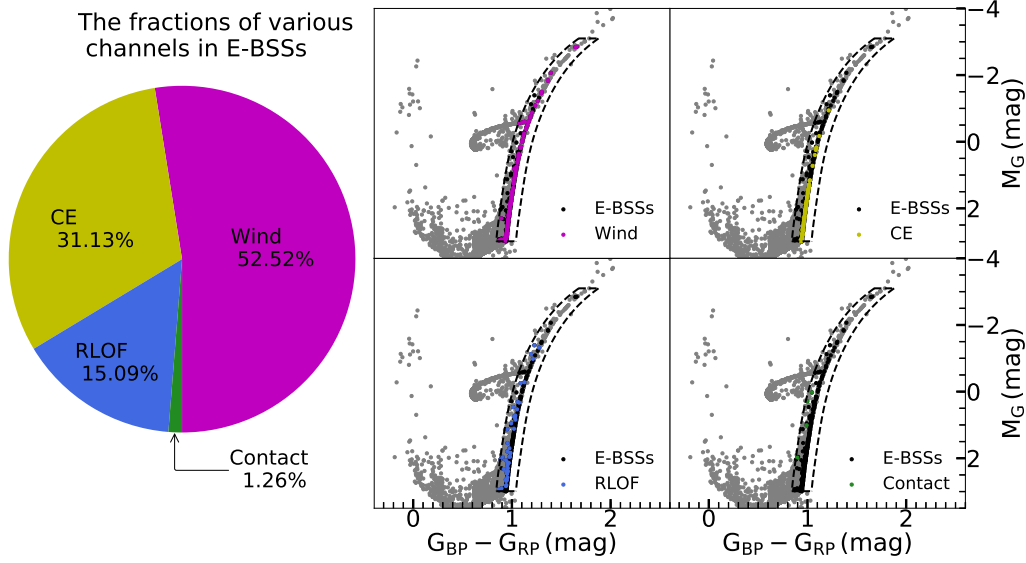 The fractions of various
channels in E-BSSs
CE
31.13%
Wind
52.52%
RLOF
15.09%
Contact
1.26%
E-BSSs
Wind
E-BSSs
CE
−4
−2
0
2
M_G (mag)
E-BSSs
RLOF
E-BSSs
Contact
−4
−2
0
2
M_G (mag)
0 1 2
G_BP − G_RP (mag)
0 1 2
G_BP − G_RP (mag)